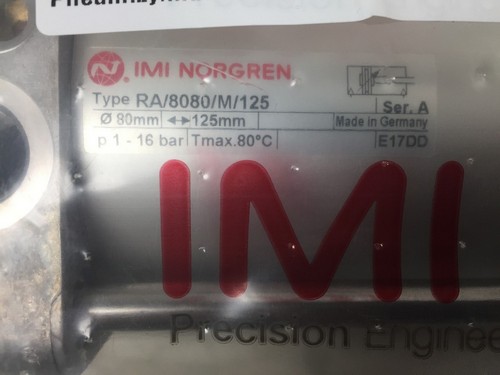 IMI NORGREN
Type RA/8080/M/125
Ser. A
Ø 80mm ◂▸125mm
Made in Germany
p 1 - 16 bar Tmax.80°C
E17DD
IMI
Precision Enginee